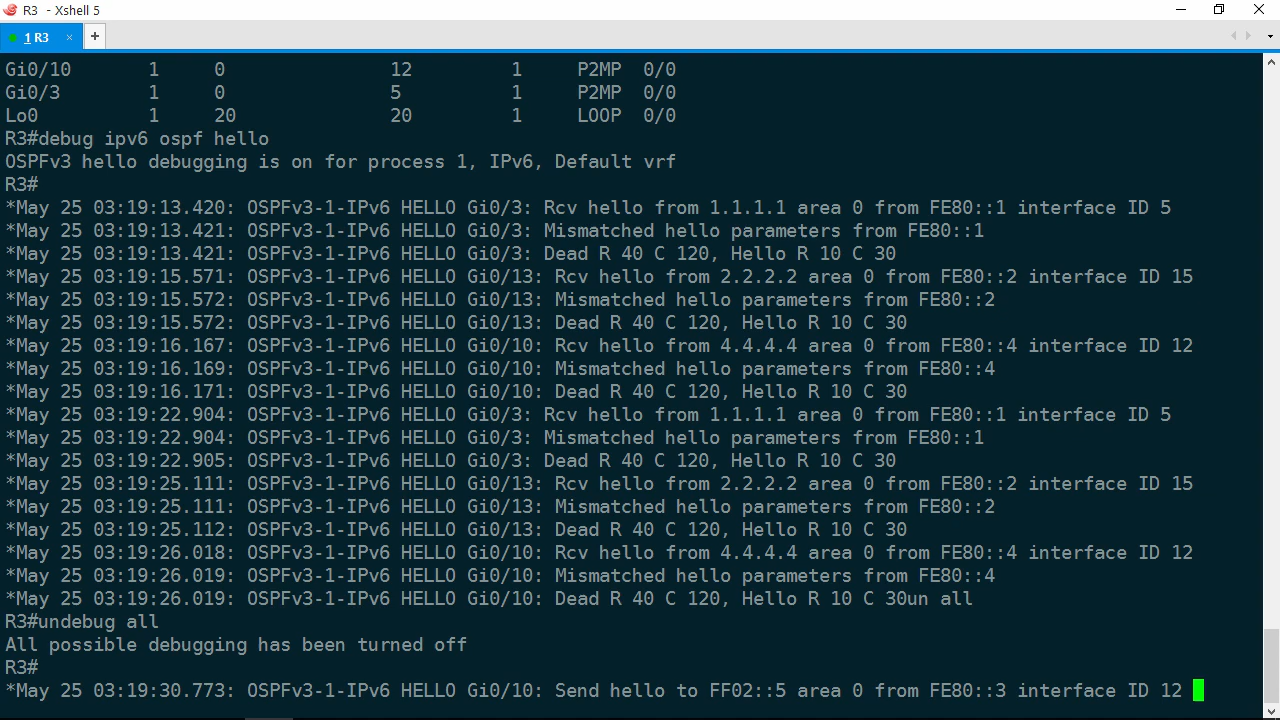 R3 - Xshell 5
1 R3 × +
Gi0/10 1 0 12 1 P2MP 0/0
Gi0/3 1 0 5 1 P2MP 0/0
Lo0 1 20 20 1 LOOP 0/0
R3#debug ipv6 ospf hello
OSPFv3 hello debugging is on for process 1, IPv6, Default vrf
R3#
*May 25 03:19:13.420: OSPFv3-1-IPv6 HELLO Gi0/3: Rcv hello from 1.1.1.1 area 0 from FE80::1 interface ID 5
*May 25 03:19:13.421: OSPFv3-1-IPv6 HELLO Gi0/3: Mismatched hello parameters from FE80::1
*May 25 03:19:13.421: OSPFv3-1-IPv6 HELLO Gi0/3: Dead R 40 C 120, Hello R 10 C 30
*May 25 03:19:15.571: OSPFv3-1-IPv6 HELLO Gi0/13: Rcv hello from 2.2.2.2 area 0 from FE80::2 interface ID 15
*May 25 03:19:15.572: OSPFv3-1-IPv6 HELLO Gi0/13: Mismatched hello parameters from FE80::2
*May 25 03:19:15.572: OSPFv3-1-IPv6 HELLO Gi0/13: Dead R 40 C 120, Hello R 10 C 30
*May 25 03:19:16.167: OSPFv3-1-IPv6 HELLO Gi0/10: Rcv hello from 4.4.4.4 area 0 from FE80::4 interface ID 12
*May 25 03:19:16.169: OSPFv3-1-IPv6 HELLO Gi0/10: Mismatched hello parameters from FE80::4
*May 25 03:19:16.171: OSPFv3-1-IPv6 HELLO Gi0/10: Dead R 40 C 120, Hello R 10 C 30
*May 25 03:19:22.904: OSPFv3-1-IPv6 HELLO Gi0/3: Rcv hello from 1.1.1.1 area 0 from FE80::1 interface ID 5
*May 25 03:19:22.904: OSPFv3-1-IPv6 HELLO Gi0/3: Mismatched hello parameters from FE80::1
*May 25 03:19:22.905: OSPFv3-1-IPv6 HELLO Gi0/3: Dead R 40 C 120, Hello R 10 C 30
*May 25 03:19:25.111: OSPFv3-1-IPv6 HELLO Gi0/13: Rcv hello from 2.2.2.2 area 0 from FE80::2 interface ID 15
*May 25 03:19:25.111: OSPFv3-1-IPv6 HELLO Gi0/13: Mismatched hello parameters from FE80::2
*May 25 03:19:25.112: OSPFv3-1-IPv6 HELLO Gi0/13: Dead R 40 C 120, Hello R 10 C 30
*May 25 03:19:26.018: OSPFv3-1-IPv6 HELLO Gi0/10: Rcv hello from 4.4.4.4 area 0 from FE80::4 interface ID 12
*May 25 03:19:26.019: OSPFv3-1-IPv6 HELLO Gi0/10: Mismatched hello parameters from FE80::4
*May 25 03:19:26.019: OSPFv3-1-IPv6 HELLO Gi0/10: Dead R 40 C 120, Hello R 10 C 30un all
R3#undebug all
All possible debugging has been turned off
R3#
*May 25 03:19:30.773: OSPFv3-1-IPv6 HELLO Gi0/10: Send hello to FF02::5 area 0 from FE80::3 interface ID 12